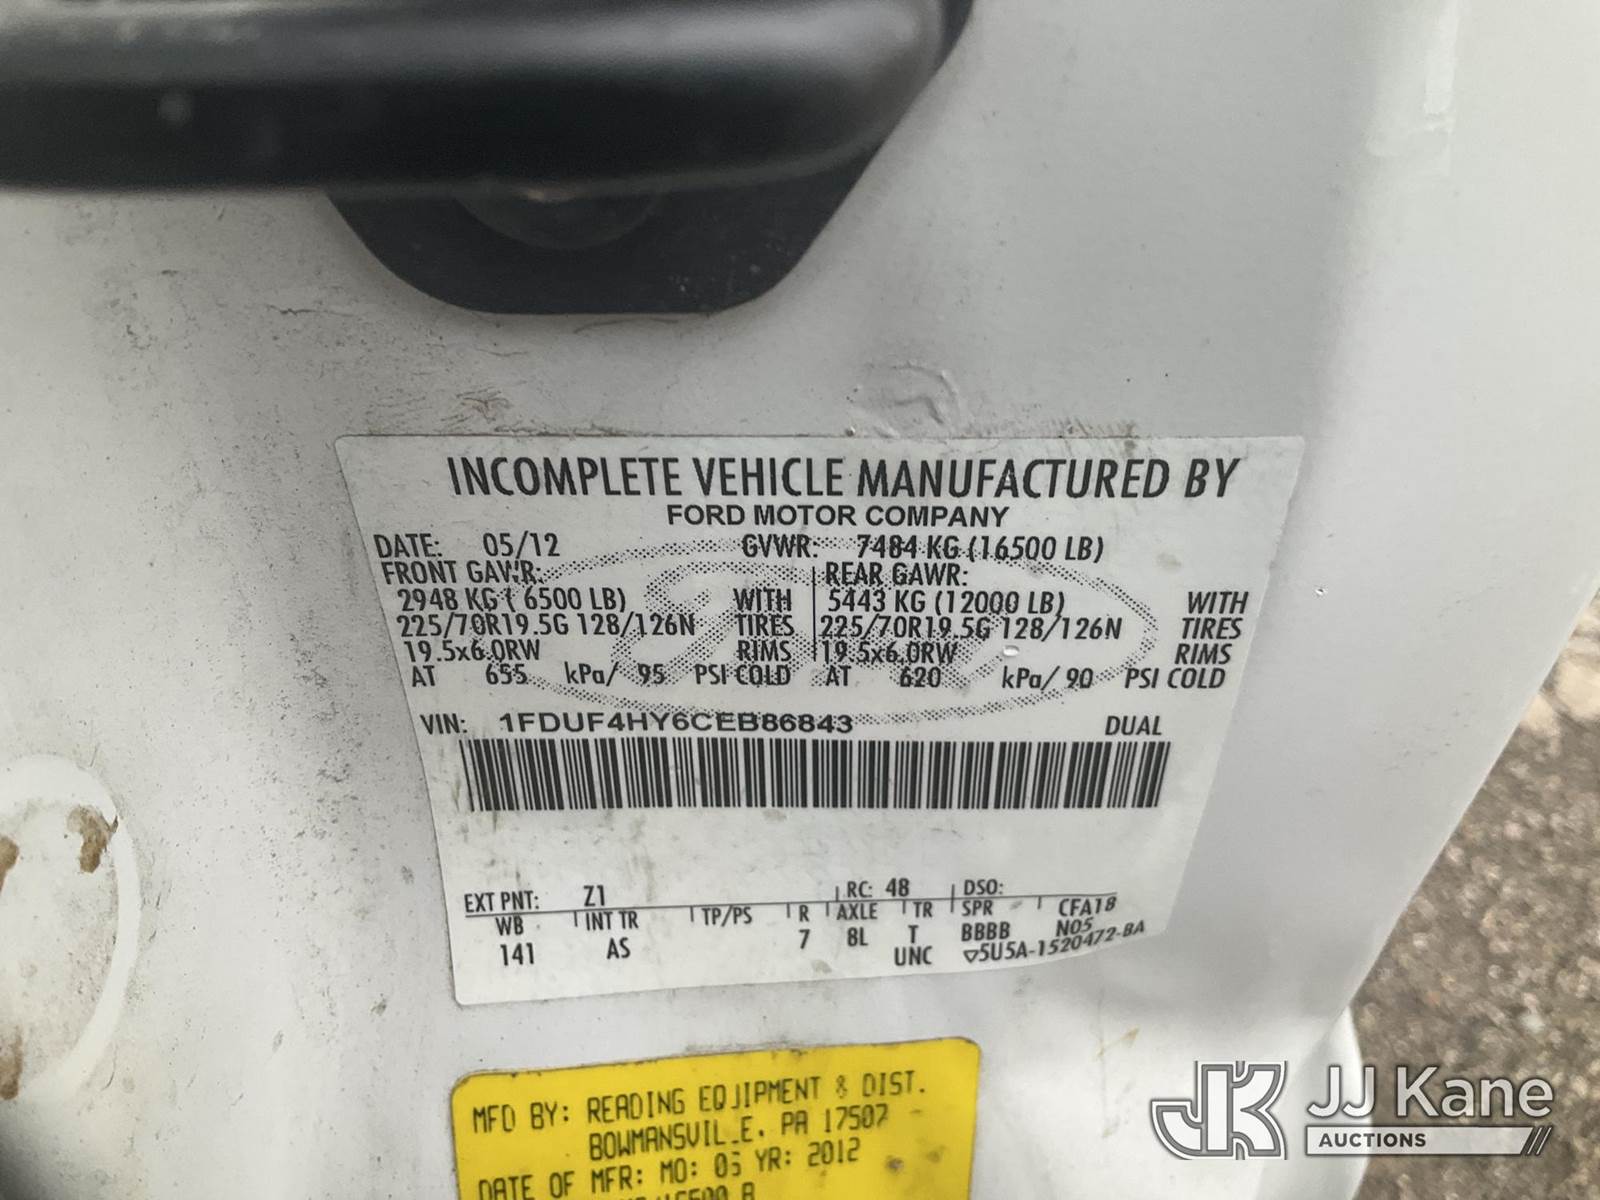 INCOMPLETE VEHICLE MANUFACTURED BY
FORD MOTOR COMPANY
DATE: 05/12 GVWR: 7484 KG (16500 LB)
FRONT GAWR: REAR GAWR:
2948 KG ( 6500 LB) WITH 5443 KG (12000 LB) WITH
225/70R19.5G 128/126N TIRES 225/70R19.5G 128/126N TIRES
19.5x6.0RW RIMS 19.5x6.0RW RIMS
AT 655 kPa/ 95 PSI COLD AT 620 kPa/ 90 PSI COLD
VIN: 1FDUF4HY6CEB86843 DUAL
EXT PNT: Z1 RC: 48 DSO:
WB INT TR TP/PS R AXLE TR SPR CFA18
141 AS 7 8L T BBBB N05
UNC ▽5U5A-1520472-BA
MFD BY: READING EQUIPMENT & DIST.
BOWMANSVILLE, PA 17507
DATE OF MFR: MO: YR: 2012
JJ Kane
AUCTIONS